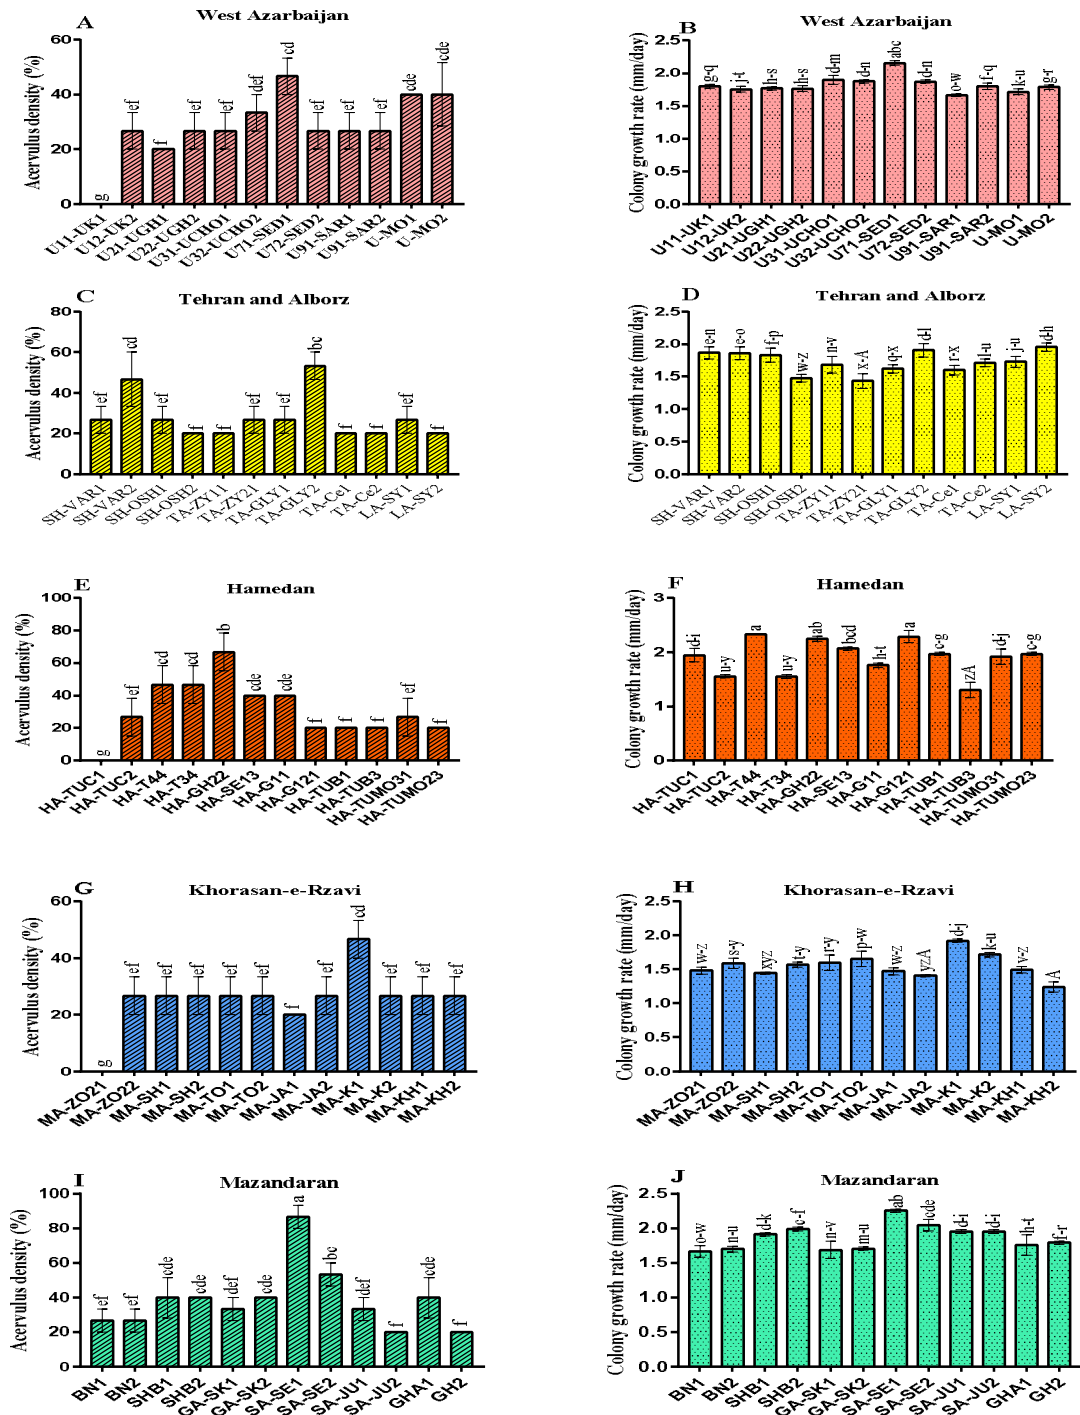 A West Azarbaijan
Acervulus density (%)
60
40
20
0
g ef f ef ef def cd ef ef ef cde cde
U11-UK1 U12-UK2 U21-UGH1 U22-UGH2 U31-UCHO1 U32-UCHO2 U71-SED1 U72-SED2 U91-SAR1 U91-SAR2 U-MO1 U-MO2
B West Azarbaijan
Colony growth rate (mm/day)
2.5
2.0
1.5
1.0
0.5
0.0
g-q j-t h-s h-s d-m d-n abc d-n o-w f-q k-u g-r
U11-UK1 U12-UK2 U21-UGH1 U22-UGH2 U31-UCHO1 U32-UCHO2 U71-SED1 U72-SED2 U91-SAR1 U91-SAR2 U-MO1 U-MO2
C Tehran and Alborz
Acervulus density (%)
80
60
40
20
0
ef cd ef f f ef ef bc f f ef f
SH-VAR1 SH-VAR2 SH-OSH1 SH-OSH2 TA-ZY11 TA-ZY21 TA-GLY1 TA-GLY2 TA-Ce1 TA-Ce2 LA-SY1 LA-SY2
D Tehran and Alborz
Colony growth rate (mm/day)
2.5
2.0
1.5
1.0
0.5
0.0
e-n e-o f-p w-z n-v x-A q-x d-l r-x l-u j-u d-h
SH-VAR1 SH-VAR2 SH-OSH1 SH-OSH2 TA-ZY11 TA-ZY21 TA-GLY1 TA-GLY2 TA-Ce1 TA-Ce2 LA-SY1 LA-SY2
E Hamedan
Acervulus density (%)
100
80
60
40
20
0
g ef cd cd b cde cde f f f ef f
HA-TUC1 HA-TUC2 HA-T44 HA-T34 HA-GH22 HA-SE13 HA-G11 HA-G121 HA-TUB1 HA-TUB3 HA-TUMO31 HA-TUMO23
F Hamedan
Colony growth rate (mm/day)
3
2
1
0
d-i u-y a u-y ab bcd h-t a c-g zA d-j c-g
HA-TUC1 HA-TUC2 HA-T44 HA-T34 HA-GH22 HA-SE13 HA-G11 HA-G121 HA-TUB1 HA-TUB3 HA-TUMO31 HA-TUMO23
G Khorasan-e-Rzavi
Acervulus density (%)
60
40
20
0
g ef ef ef ef ef f ef cd ef ef ef
MA-ZO21 MA-ZO22 MA-SH1 MA-SH2 MA-TO1 MA-TO2 MA-JA1 MA-JA2 MA-K1 MA-K2 MA-KH1 MA-KH2
H Khorasan-e-Rzavi
Colony growth rate (mm/day)
2.5
2.0
1.5
1.0
0.5
0.0
w-z s-y xyz t-y r-y p-w w-z yzA d-j k-u v-z A
MA-ZO21 MA-ZO22 MA-SH1 MA-SH2 MA-TO1 MA-TO2 MA-JA1 MA-JA2 MA-K1 MA-K2 MA-KH1 MA-KH2
I Mazandaran
Acervulus density (%)
100
80
60
40
20
0
ef ef cde cde def cde a bc def f cde f
BN1 BN2 SHB1 SHB2 GA-SK1 GA-SK2 SA-SE1 SA-SE2 SA-JU1 SA-JU2 GHA1 GH2
J Mazandaran
Colony growth rate (mm/day)
2.5
2.0
1.5
1.0
0.5
0.0
o-w n-u d-k c-f n-v m-u ab cde d-i d-i h-t f-r
BN1 BN2 SHB1 SHB2 GA-SK1 GA-SK2 SA-SE1 SA-SE2 SA-JU1 SA-JU2 GHA1 GH2